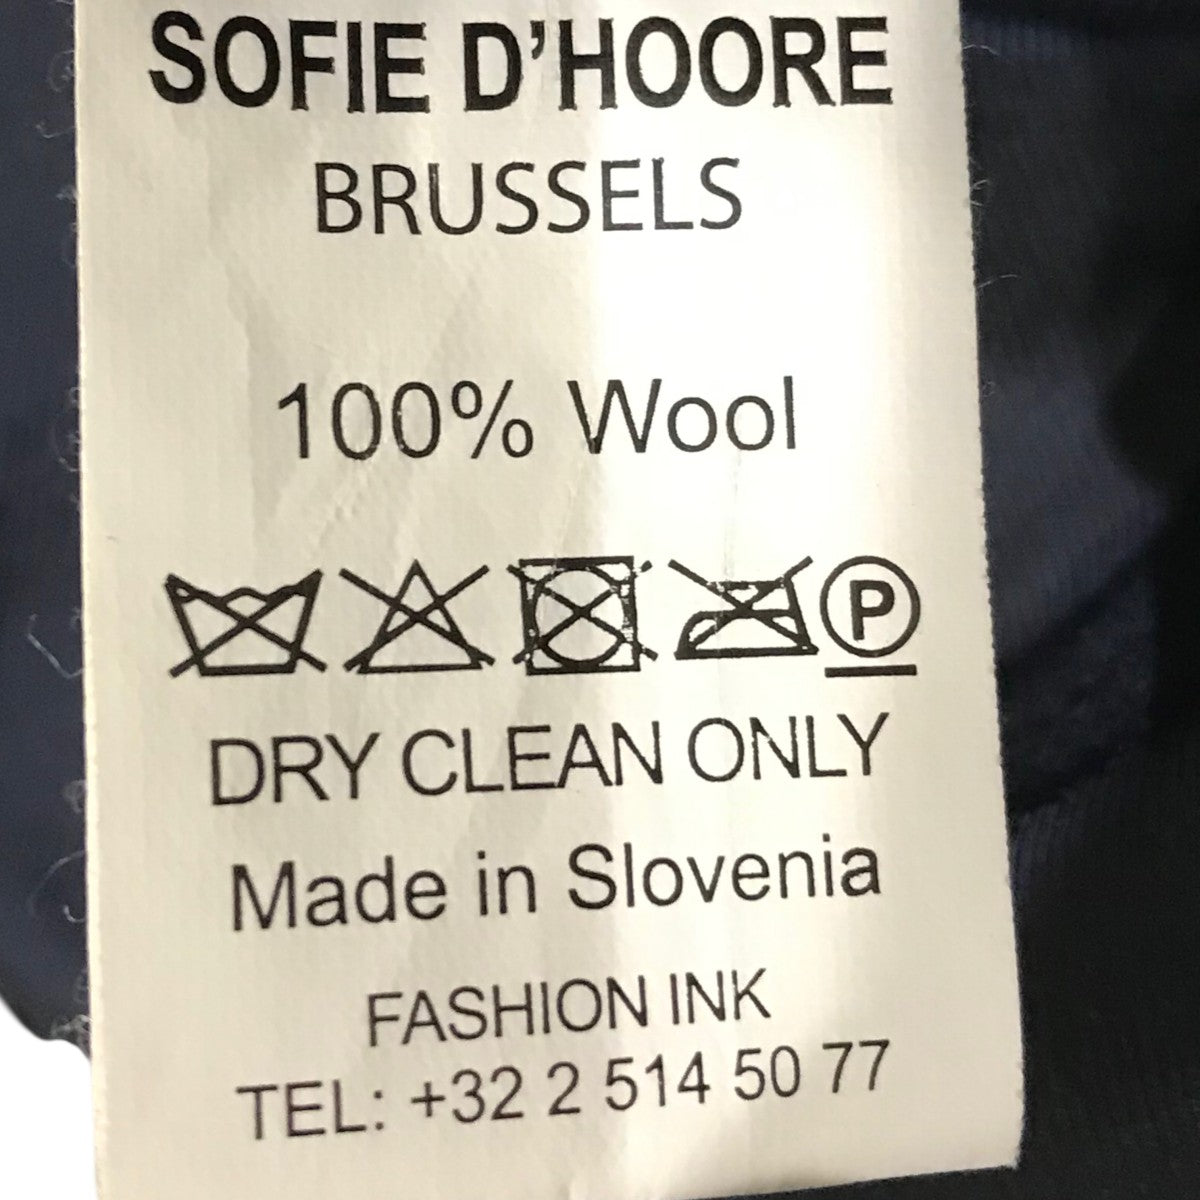 SOFIE D'HOORE
BRUSSELS
100% Wool
P
DRY CLEAN ONLY
Made in Slovenia
FASHION INK
TEL: +32 2 514 50 77